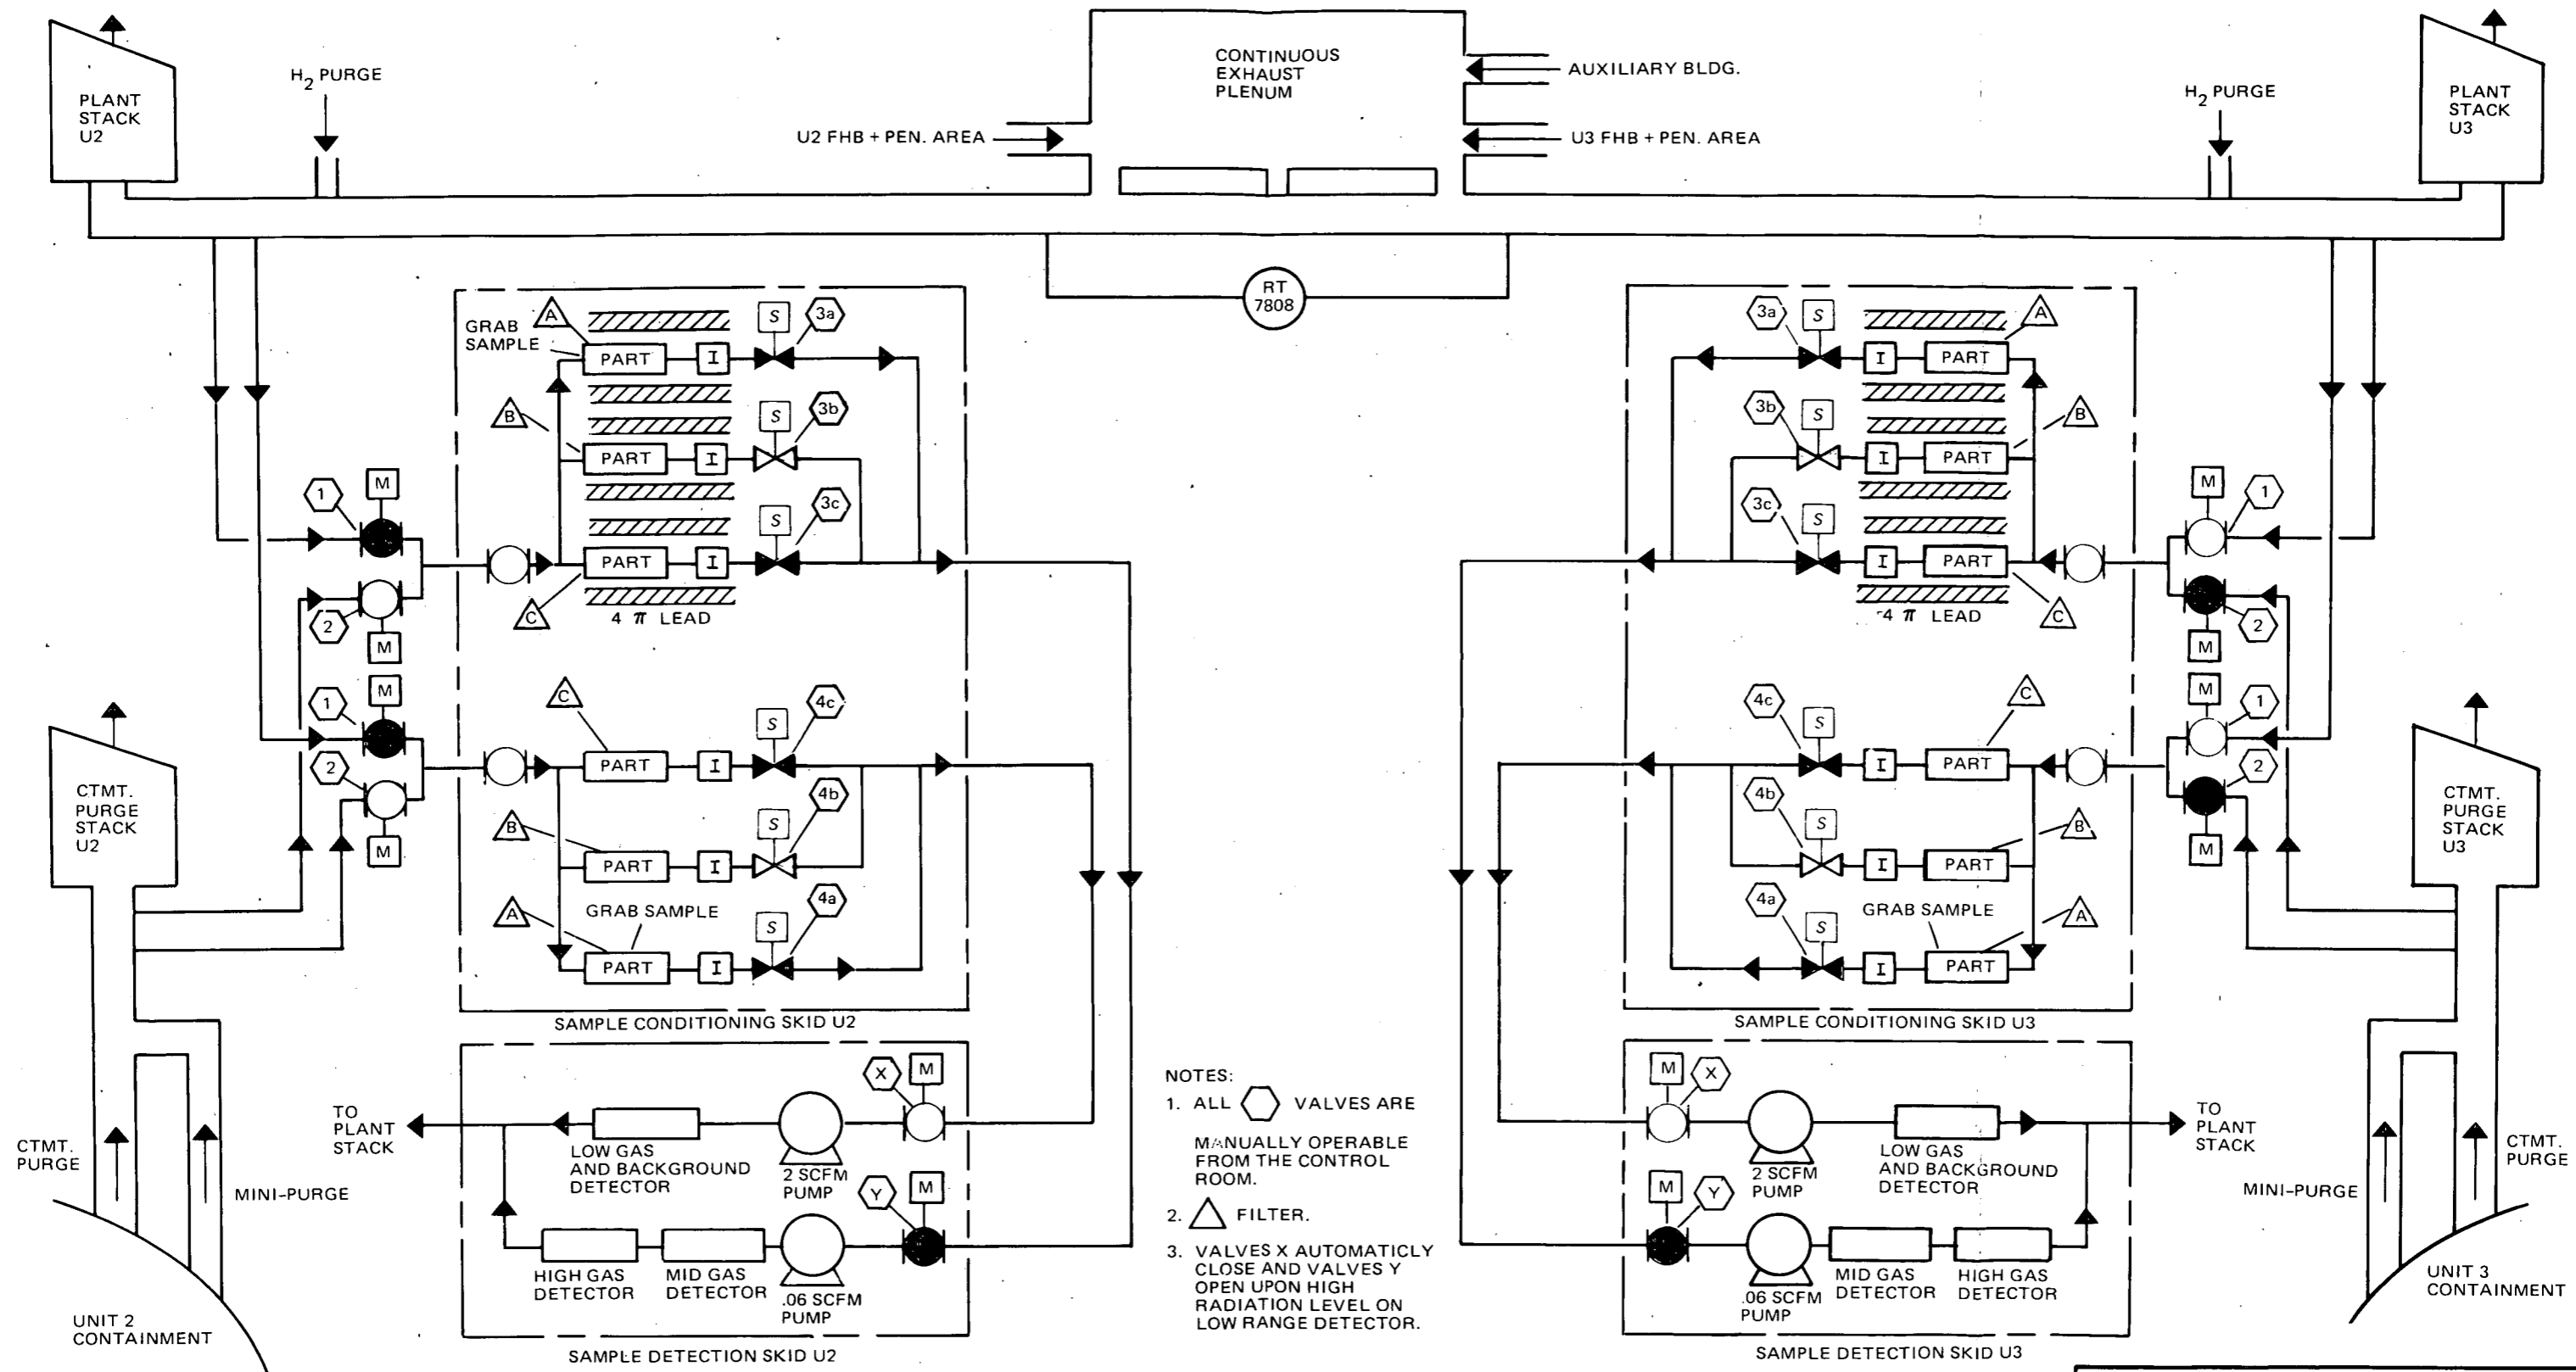 PLANT
STACK
U2
H2 PURGE
CONTINUOUS
EXHAUST
PLENUM
AUXILIARY BLDG.
U2 FHB + PEN. AREA
U3 FHB + PEN. AREA
H2 PURGE
PLANT
STACK
U3
RT
7808
GRAB
SAMPLE
A
PART
I
S
3a
B
PART
I
S
3b
C
PART
I
S
3c
4 π LEAD
1
M
2
M
1
M
2
M
C
PART
I
S
4c
B
PART
I
S
4b
A
GRAB SAMPLE
PART
I
S
4a
SAMPLE CONDITIONING SKID U2
3a
S
I
PART
A
3b
S
I
PART
B
3c
S
I
PART
C
4 π LEAD
M
1
2
M
M
1
2
M
4c
S
I
PART
C
4b
S
I
PART
B
4a
S
I
GRAB SAMPLE
PART
A
SAMPLE CONDITIONING SKID U3
CTMT.
PURGE
STACK
U2
CTMT.
PURGE
MINI-PURGE
UNIT 2
CONTAINMENT
TO
PLANT
STACK
LOW GAS
AND BACKGROUND
DETECTOR
2 SCFM
PUMP
X
M
HIGH GAS
DETECTOR
MID GAS
DETECTOR
.06 SCFM
PUMP
Y
M
SAMPLE DETECTION SKID U2
NOTES:
1. ALL VALVES ARE
MANUALLY OPERABLE
FROM THE CONTROL
ROOM.
2. FILTER.
3. VALVES X AUTOMATICLY
CLOSE AND VALVES Y
OPEN UPON HIGH
RADIATION LEVEL ON
LOW RANGE DETECTOR.
M
X
2 SCFM
PUMP
LOW GAS
AND BACKGROUND
DETECTOR
M
Y
.06 SCFM
PUMP
MID GAS
DETECTOR
HIGH GAS
DETECTOR
TO
PLANT
STACK
SAMPLE DETECTION SKID U3
CTMT.
PURGE
STACK
U3
MINI-PURGE
CTMT.
PURGE
UNIT 3
CONTAINMENT